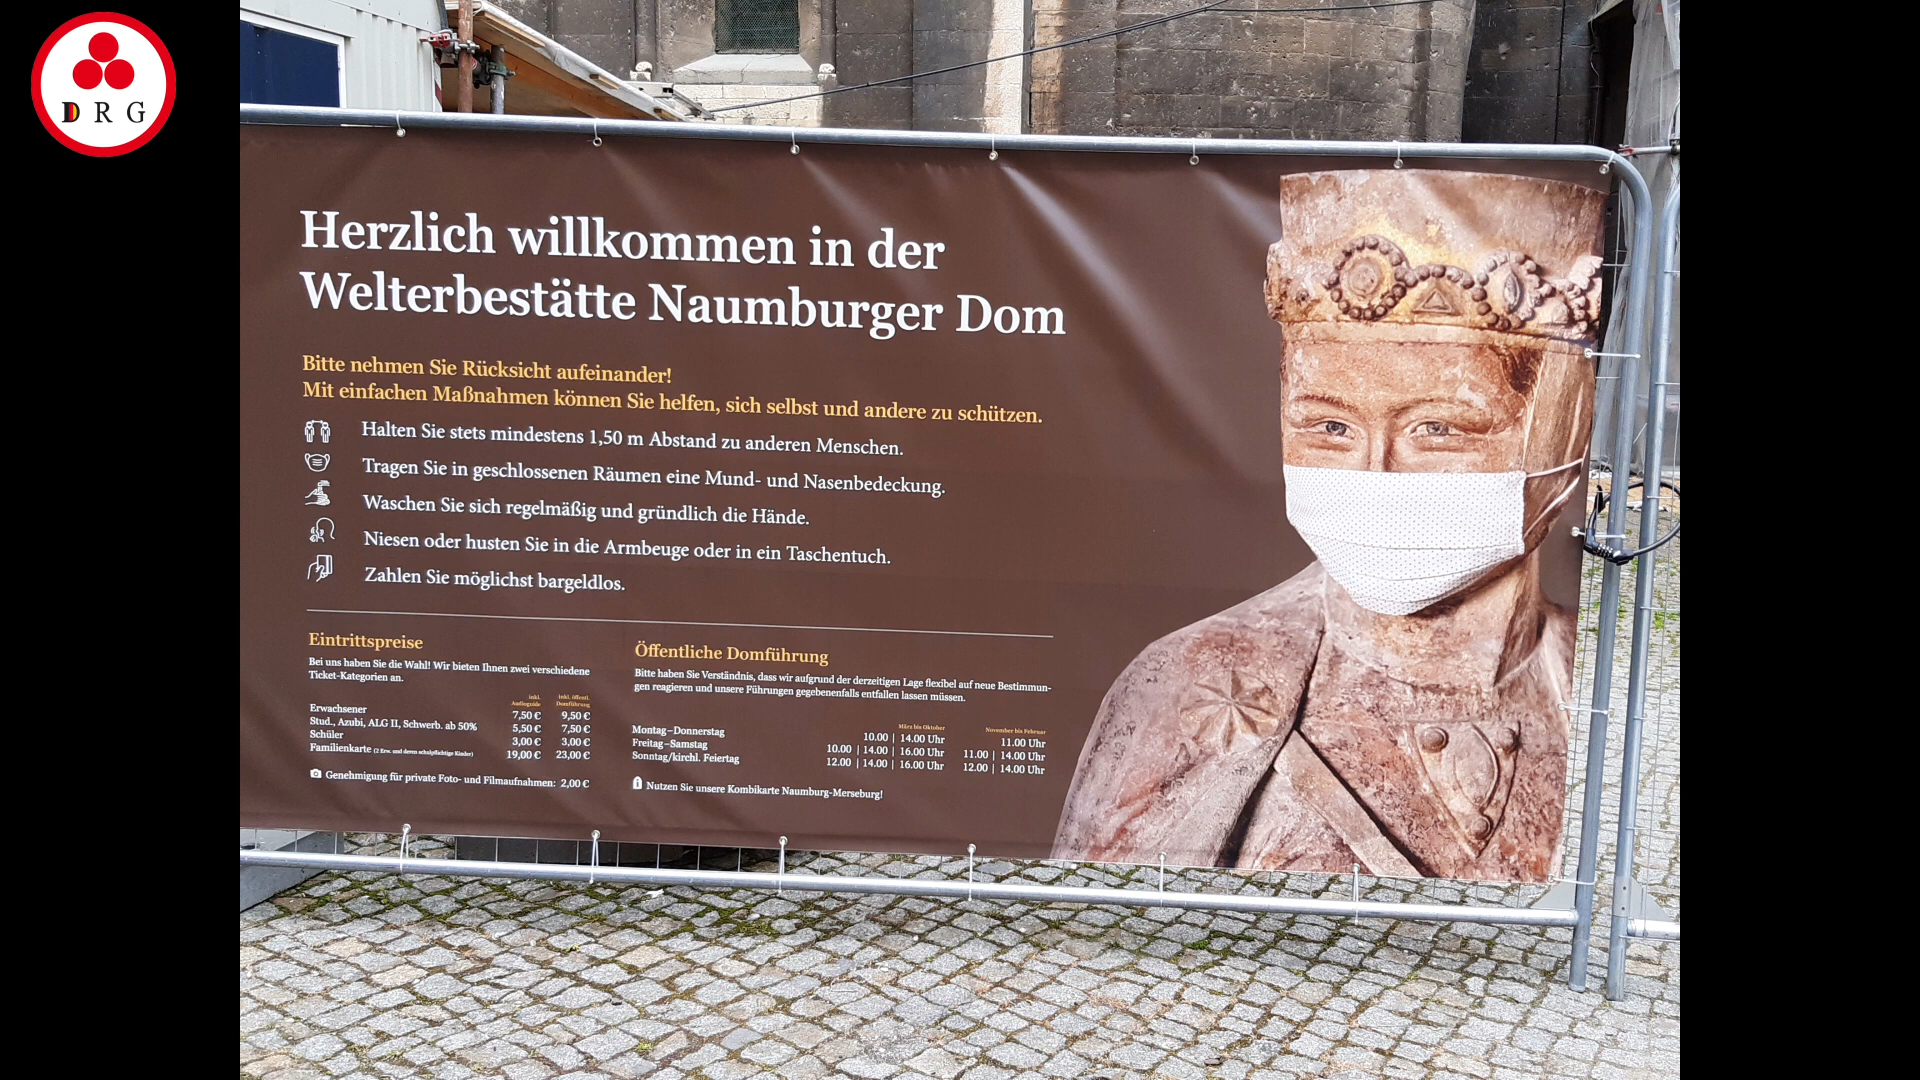 DRG
Herzlich willkommen in der
Welterbestätte Naumburger Dom
Bitte nehmen Sie Rücksicht aufeinander!
Mit einfachen Maßnahmen können Sie helfen, sich selbst und andere zu schützen.
Halten Sie stets mindestens 1,50 m Abstand zu anderen Menschen.
Tragen Sie in geschlossenen Räumen eine Mund- und Nasenbedeckung.
Waschen Sie sich regelmäßig und gründlich die Hände.
Niesen oder husten Sie in die Armbeuge oder in ein Taschentuch.
Zahlen Sie möglichst bargeldlos.
Eintrittspreise
Bei uns haben Sie die Wahl! Wir bieten Ihnen zwei verschiedene
Ticket-Kategorien an.
inkl. inkl. öffentl.
Audioguide Domführung
Erwachsener 7,50 € 9,50 €
Stud., Azubi, ALG II, Schwerb. ab 50% 5,50 € 7,50 €
Schüler 3,00 € 3,00 €
Familienkarte (2 Erw. und deren schulpflichtige Kinder) 19,00 € 23,00 €
Genehmigung für private Foto- und Filmaufnahmen: 2,00 €
Öffentliche Domführung
Bitte haben Sie Verständnis, dass wir aufgrund der derzeitigen Lage flexibel auf neue Bestimmun-
gen reagieren und unsere Führungen gegebenenfalls entfallen lassen müssen.
März bis Oktober November bis Februar
Montag–Donnerstag 10.00 | 14.00 Uhr 11.00 Uhr
Freitag–Samstag 10.00 | 14.00 | 16.00 Uhr 11.00 | 14.00 Uhr
Sonntag/kirchl. Feiertag 12.00 | 14.00 | 16.00 Uhr 12.00 | 14.00 Uhr
Nutzen Sie unsere Kombikarte Naumburg-Merseburg!